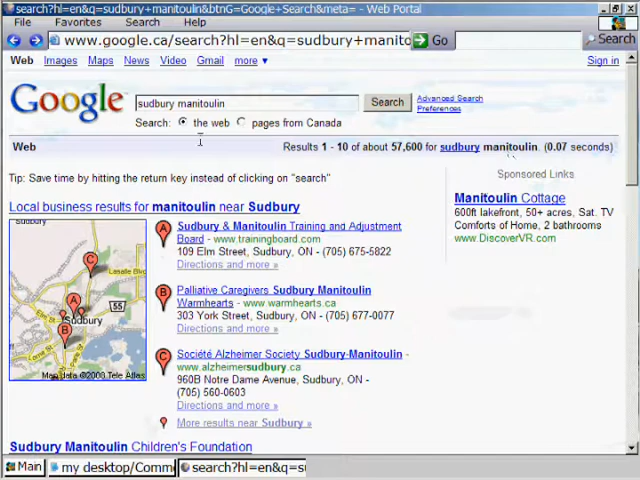 search?hl=en&q=sudbury+manitoulin&btnG=Google+Search&meta= - Web Portal
File Favorites Search Help
www.google.ca/search?hl=en&q=sudbury+manito Go Search
Web Images Maps News Video Gmail more ▼ Sign in
Google sudbury manitoulin Search Advanced Search
Preferences
Search: the web pages from Canada
Web Results 1 - 10 of about 57,600 for sudbury manitoulin. (0.07 seconds)
Tip: Save time by hitting the return key instead of clicking on "search"
Local business results for manitoulin near Sudbury
Sudbury
C
Lasalle Blvd
A
55
Elm St
Sudbury
B
Lorne St
Map data ©2008 Tele Atlas
A Sudbury & Manitoulin Training and Adjustment
Board - www.trainingboard.com
109 Elm Street, Sudbury, ON - (705) 675-5822
Directions and more »
B Palliative Caregivers Sudbury Manitoulin
Warmhearts - www.warmhearts.ca
303 York Street, Sudbury, ON - (705) 677-0077
Directions and more »
C Société Alzheimer Society Sudbury-Manitoulin -
www.alzheimersudbury.ca
960B Notre Dame Avenue, Sudbury, ON -
(705) 560-0603
Directions and more »
More results near Sudbury »
Sponsored Links
Manitoulin Cottage
600ft lakefront, 50+ acres, Sat. TV
Comforts of Home, 2 bathrooms
www.DiscoverVR.com
Sudbury Manitoulin Children's Foundation
Main my desktop/Comm search?hl=en&q=s